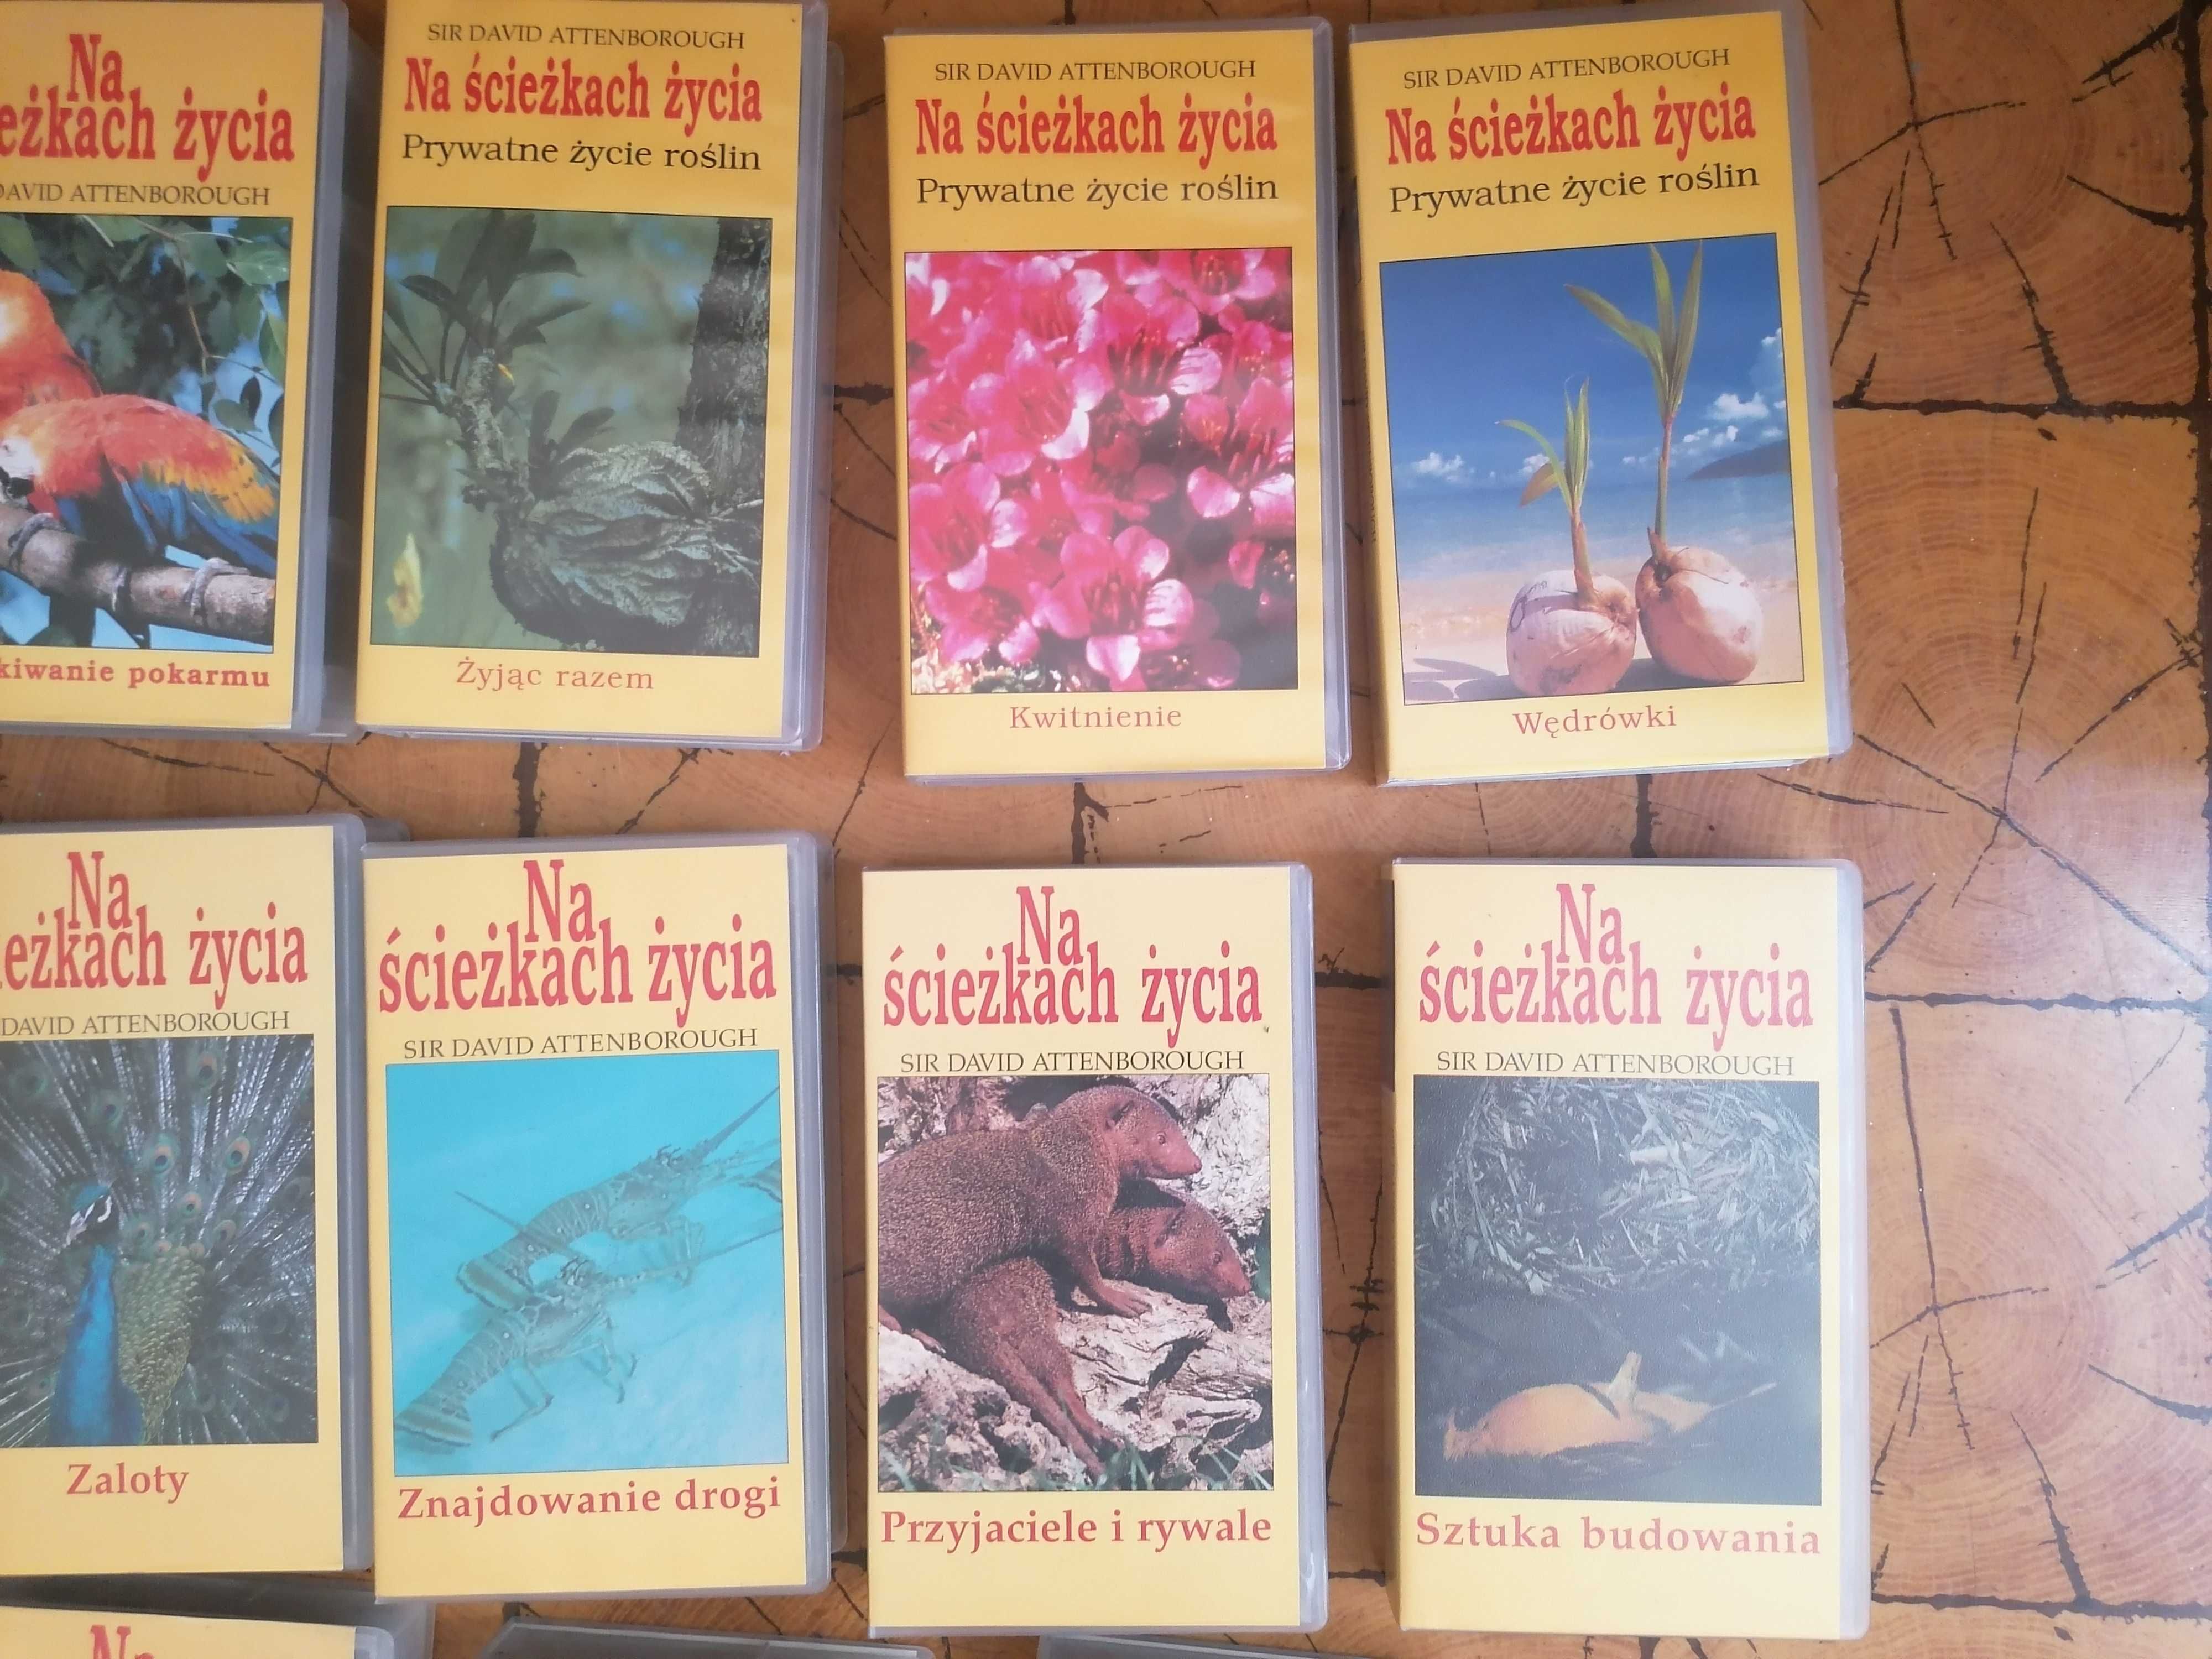 Na
eżkach życia
DAVID ATTENBOROUGH
kiwanie pokarmu
SIR DAVID ATTENBOROUGH
Na ścieżkach życia
Prywatne życie roślin
Żyjąc razem
SIR DAVID ATTENBOROUGH
Na ścieżkach życia
Prywatne życie roślin
Kwitnienie
SIR DAVID ATTENBOROUGH
Na ścieżkach życia
Prywatne życie roślin
Wędrówki
Na
eżkach życia
DAVID ATTENBOROUGH
Zaloty
Na
ścieżkach życia
SIR DAVID ATTENBOROUGH
Znajdowanie drogi
Na
ścieżkach życia
SIR DAVID ATTENBOROUGH
Przyjaciele i rywale
Na
ścieżkach życia
SIR DAVID ATTENBOROUGH
Sztuka budowania
Na